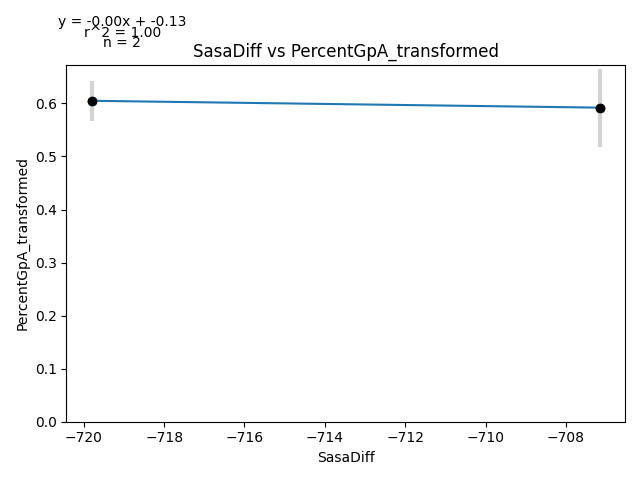 y = -0.00x + -0.13
r^2 = 1.00
n = 2
SasaDiff vs PercentGpA_transformed
PercentGpA_transformed
0.6
0.5
0.4
0.3
0.2
0.1
0.0
−720 −718 −716 −714 −712 −710 −708
SasaDiff